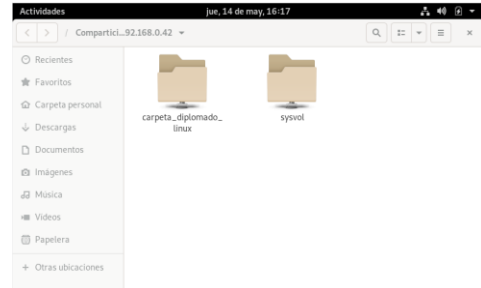 Actividades
jue, 14 de may, 16:17
/ Compartici...92.168.0.42
Recientes
Favoritos
Carpeta personal
Descargas
Documentos
Imágenes
Música
Vídeos
Papelera
+ Otras ubicaciones
carpeta_diplomado_
linux
sysvol